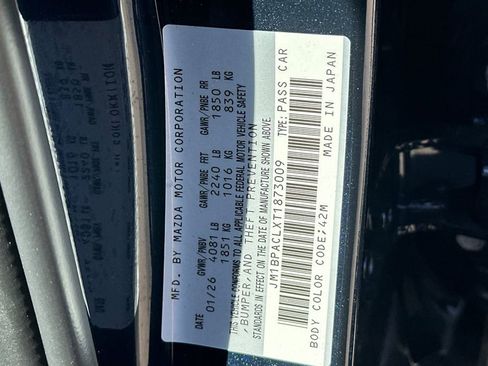 MFD. BY MAZDA MOTOR CORPORATION
DATE GVWR/PNBV GAWR/PNBE FRT GAWR/PNBE RR
01/26 4081 LB 2240 LB 1850 LB
1851 KG 1016 KG 839 KG
THIS VEHICLE CONFORMS TO ALL APPLICABLE FEDERAL MOTOR VEHICLE SAFETY
,BUMPER,AND THEFT PREVENTION
STANDARDS IN EFFECT ON THE DATE OF MANUFACTURE SHOWN ABOVE.
JM1BPACLXT1873009 TYPE: PASS CAR
BODY COLOR CODE:42M MADE IN JAPAN